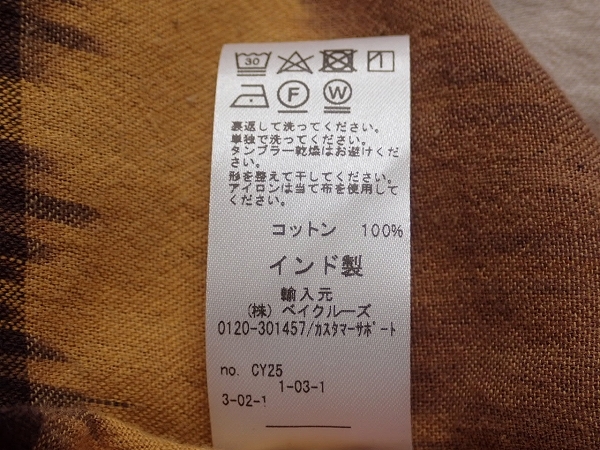 30
F
W
裏返して洗ってください。
単独で洗ってください。
タンブラー乾燥はお避けくだ
さい。
形を整えて干してください。
アイロンは当て布を使用して
ください。
コットン 100%
インド製
輸入元
(株) ベイクルーズ
0120-301457/カスタマーサポート
no. CY25
1-03-1
3-02-1